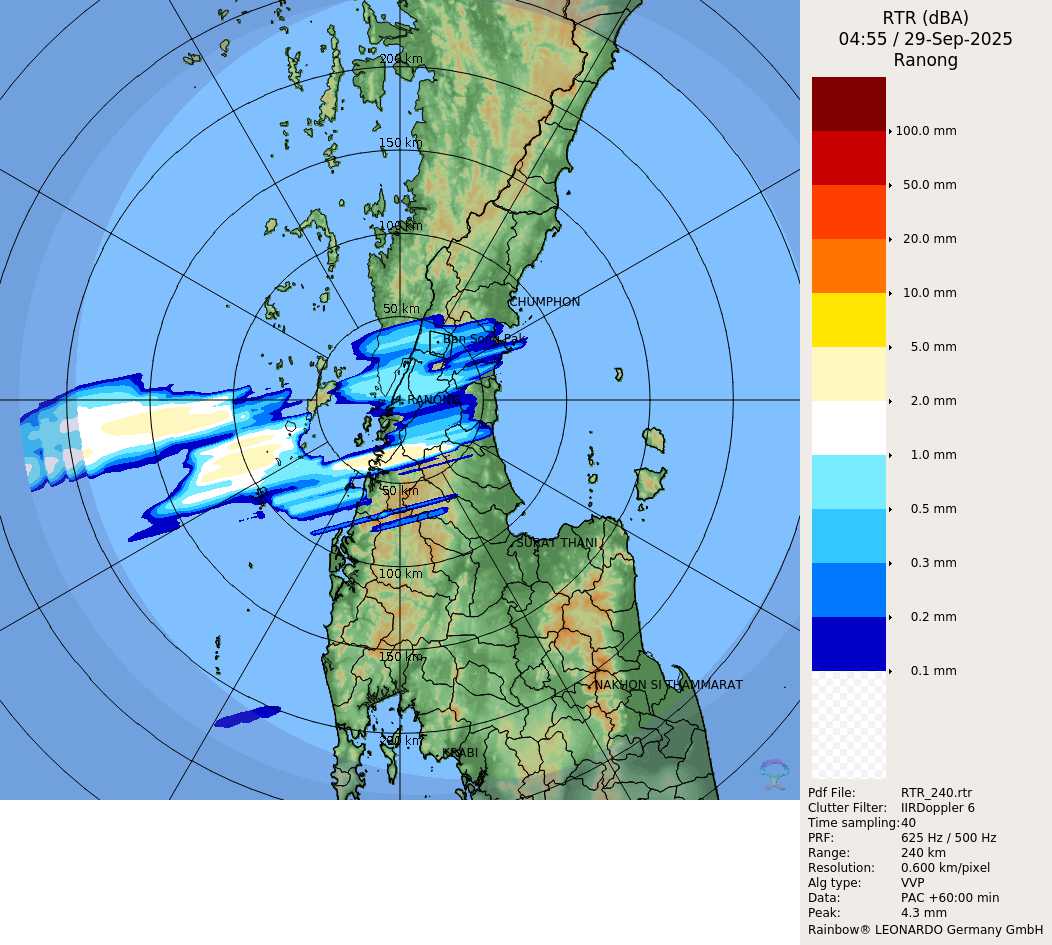 200 km
150 km
100 km
50 km
CHUMPHON
Ban Song Pak
RANONG
50 km
SURAT THANI
100 km
150 km
NAKHON SI THAMMARAT
200 km
KRABI
RTR (dBA)
04:55 / 29-Sep-2025
Ranong
100.0 mm
50.0 mm
20.0 mm
10.0 mm
5.0 mm
2.0 mm
1.0 mm
0.5 mm
0.3 mm
0.2 mm
0.1 mm
Pdf File: RTR_240.rtr
Clutter Filter: IIRDoppler 6
Time sampling: 40
PRF: 625 Hz / 500 Hz
Range: 240 km
Resolution: 0.600 km/pixel
Alg type: VVP
Data: PAC +60:00 min
Peak: 4.3 mm
Rainbow® LEONARDO Germany GmbH